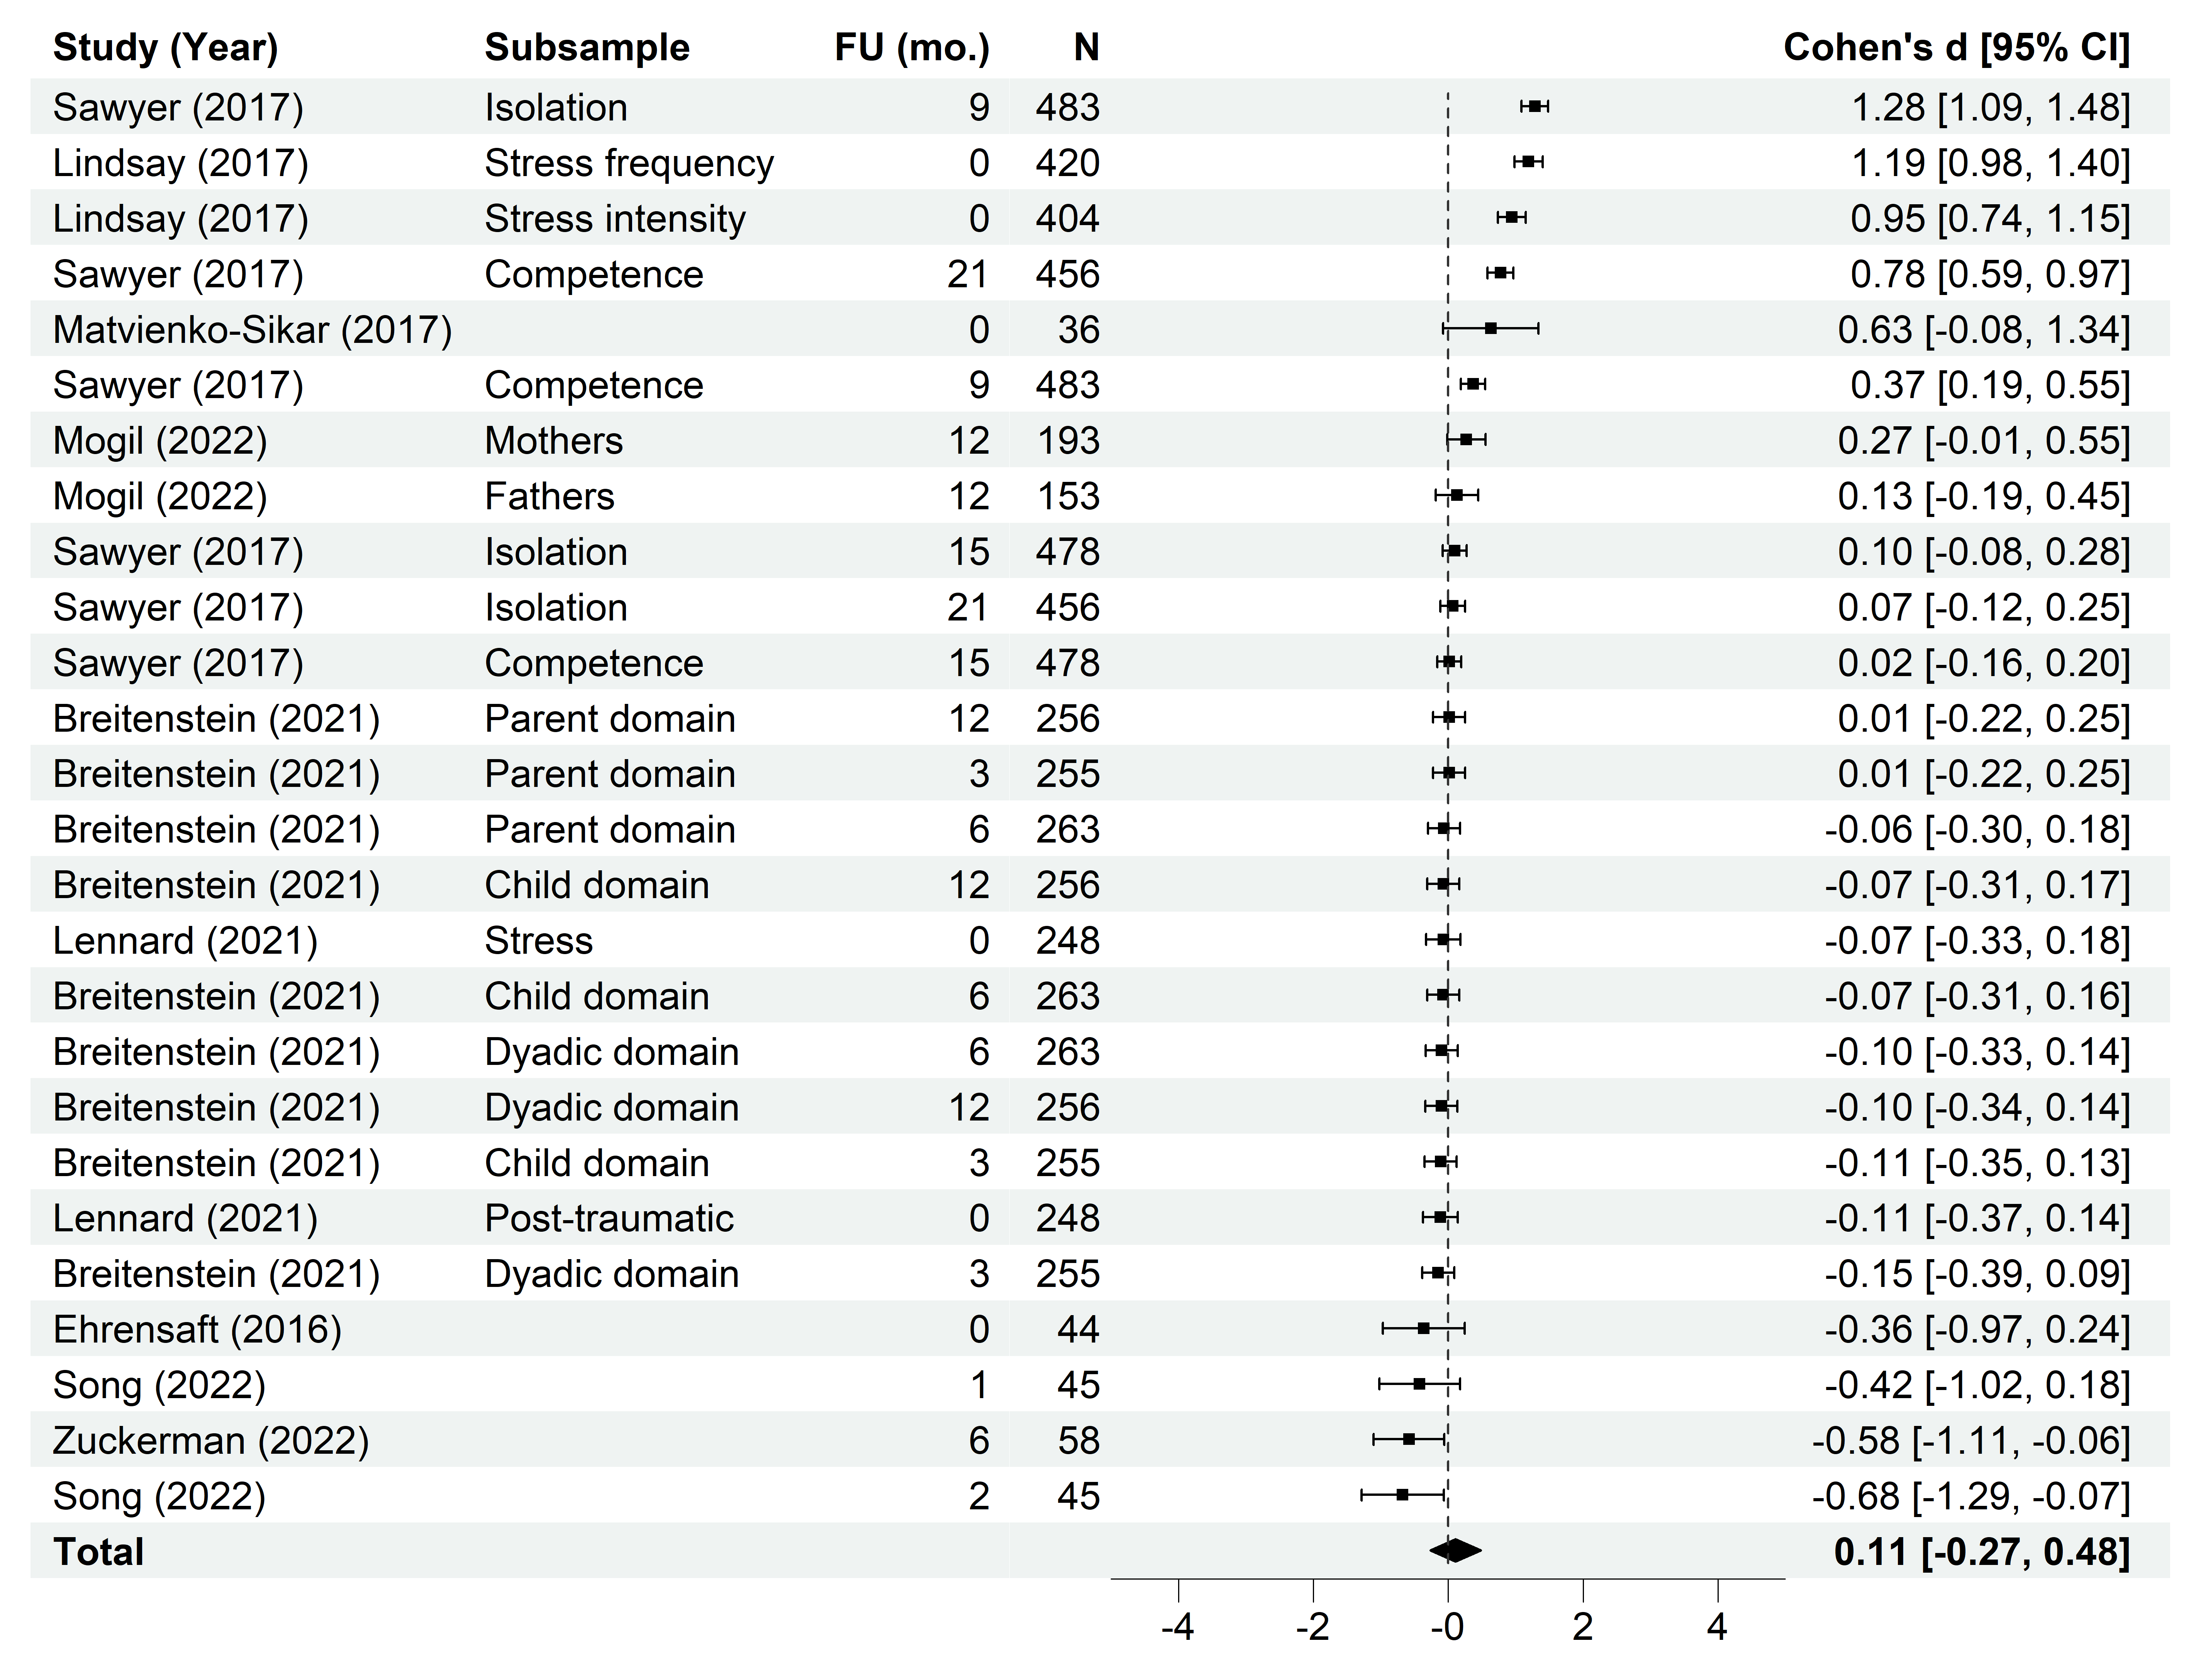 Study (Year) Subsample FU (mo.) N Cohen's d [95% CI]
Sawyer (2017) Isolation 9 483 1.28 [1.09, 1.48]
Lindsay (2017) Stress frequency 0 420 1.19 [0.98, 1.40]
Lindsay (2017) Stress intensity 0 404 0.95 [0.74, 1.15]
Sawyer (2017) Competence 21 456 0.78 [0.59, 0.97]
Matvienko-Sikar (2017) 0 36 0.63 [-0.08, 1.34]
Sawyer (2017) Competence 9 483 0.37 [0.19, 0.55]
Mogil (2022) Mothers 12 193 0.27 [-0.01, 0.55]
Mogil (2022) Fathers 12 153 0.13 [-0.19, 0.45]
Sawyer (2017) Isolation 15 478 0.10 [-0.08, 0.28]
Sawyer (2017) Isolation 21 456 0.07 [-0.12, 0.25]
Sawyer (2017) Competence 15 478 0.02 [-0.16, 0.20]
Breitenstein (2021) Parent domain 12 256 0.01 [-0.22, 0.25]
Breitenstein (2021) Parent domain 3 255 0.01 [-0.22, 0.25]
Breitenstein (2021) Parent domain 6 263 -0.06 [-0.30, 0.18]
Breitenstein (2021) Child domain 12 256 -0.07 [-0.31, 0.17]
Lennard (2021) Stress 0 248 -0.07 [-0.33, 0.18]
Breitenstein (2021) Child domain 6 263 -0.07 [-0.31, 0.16]
Breitenstein (2021) Dyadic domain 6 263 -0.10 [-0.33, 0.14]
Breitenstein (2021) Dyadic domain 12 256 -0.10 [-0.34, 0.14]
Breitenstein (2021) Child domain 3 255 -0.11 [-0.35, 0.13]
Lennard (2021) Post-traumatic 0 248 -0.11 [-0.37, 0.14]
Breitenstein (2021) Dyadic domain 3 255 -0.15 [-0.39, 0.09]
Ehrensaft (2016) 0 44 -0.36 [-0.97, 0.24]
Song (2022) 1 45 -0.42 [-1.02, 0.18]
Zuckerman (2022) 6 58 -0.58 [-1.11, -0.06]
Song (2022) 2 45 -0.68 [-1.29, -0.07]
Total 0.11 [-0.27, 0.48]
-4 -2 -0 2 4